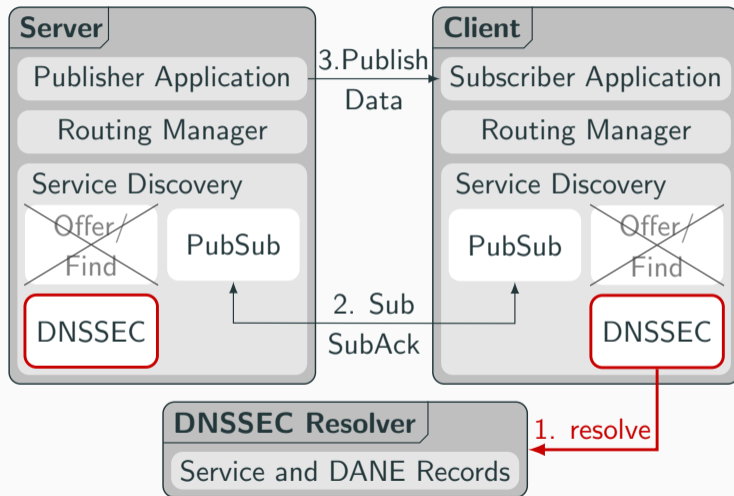 Server
Publisher Application
Routing Manager
Service Discovery
Offer/
Find
PubSub
DNSSEC
3.Publish
Data
2. Sub
SubAck
Client
Subscriber Application
Routing Manager
Service Discovery
PubSub
Offer/
Find
DNSSEC
1. resolve
DNSSEC Resolver
Service and DANE Records